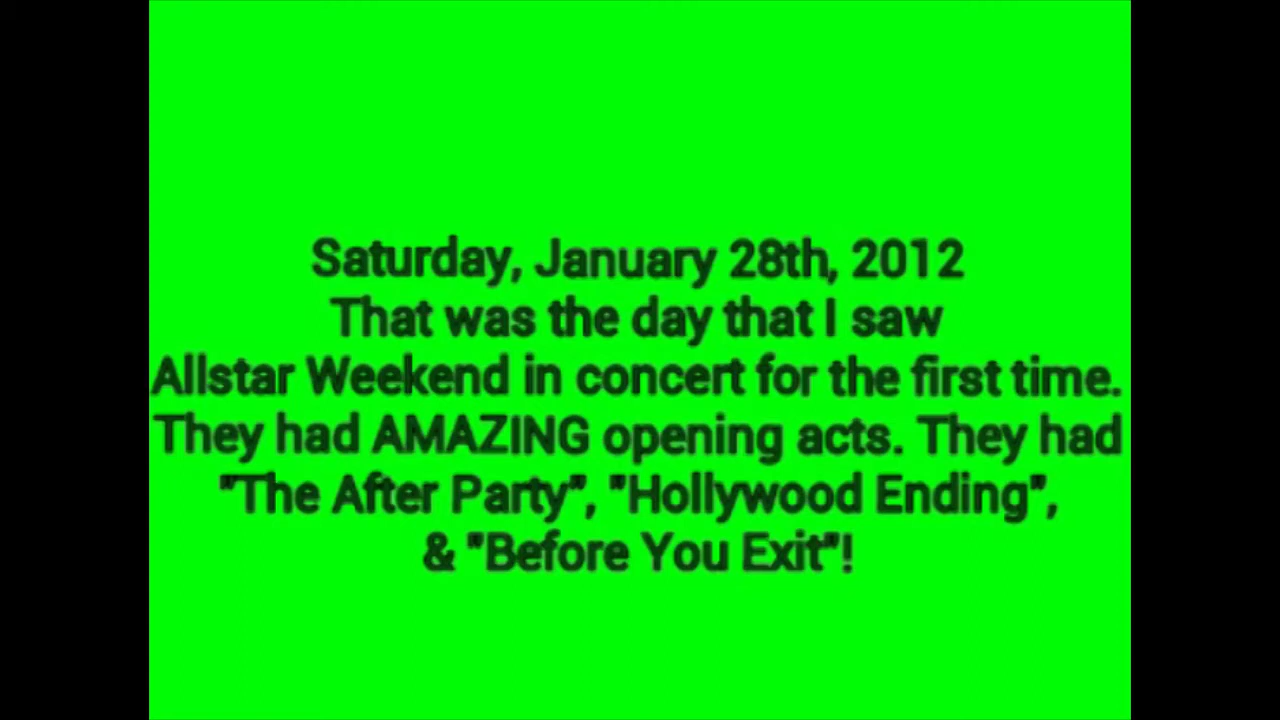 Saturday, January 28th, 2012
That was the day that I saw
Allstar Weekend in concert for the first time.
They had AMAZING opening acts. They had
"The After Party", "Hollywood Ending",
& "Before You Exit"!